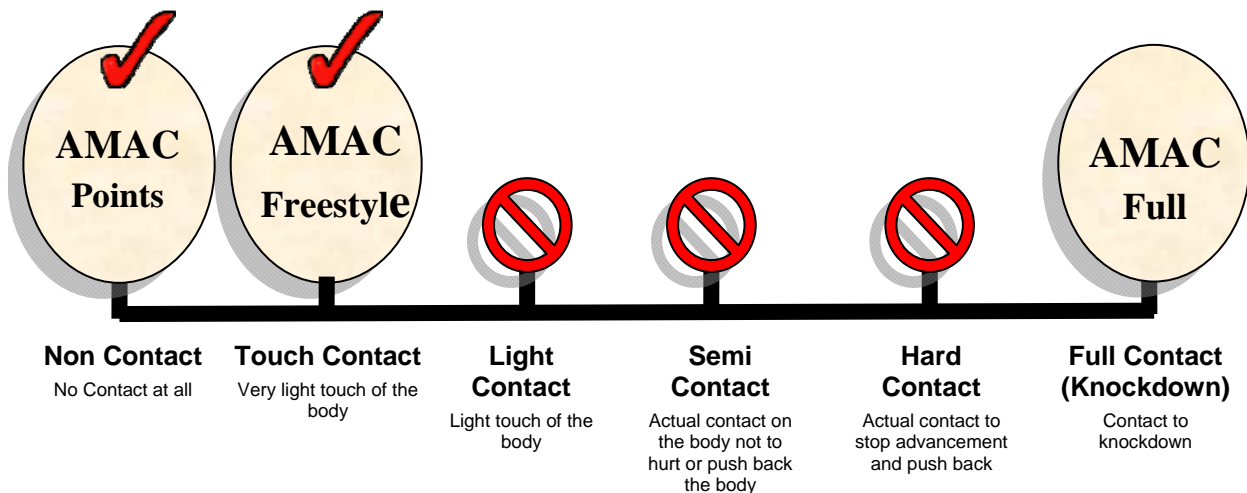 AMAC
Points
AMAC
Freestyle
AMAC
Full
Non Contact
No Contact at all
Touch Contact
Very light touch of the
body
Light
Contact
Light touch of the
body
Semi
Contact
Actual contact on
the body not to
hurt or push back
the body
Hard
Contact
Actual contact to
stop advancement
and push back
Full Contact
(Knockdown)
Contact to
knockdown